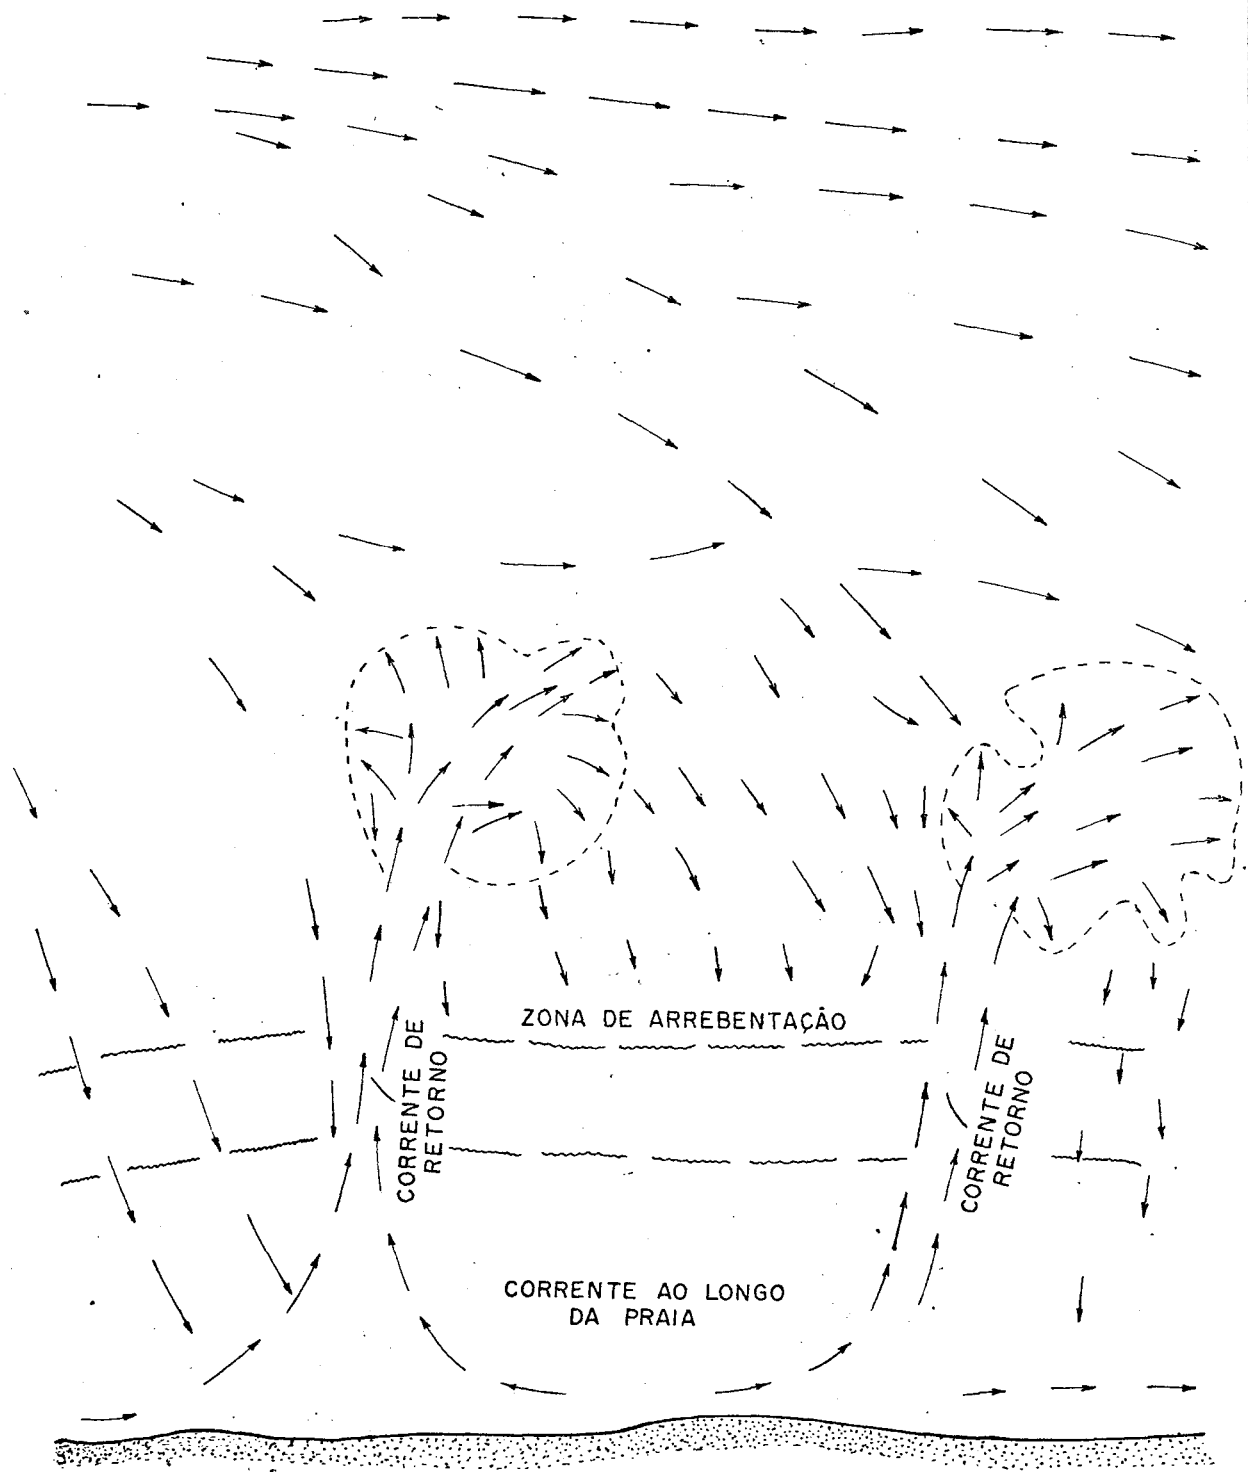 ZONA DE ARREBENTAÇÃO
CORRENTE DE
RETORNO
CORRENTE DE
RETORNO
CORRENTE AO LONGO
DA PRAIA